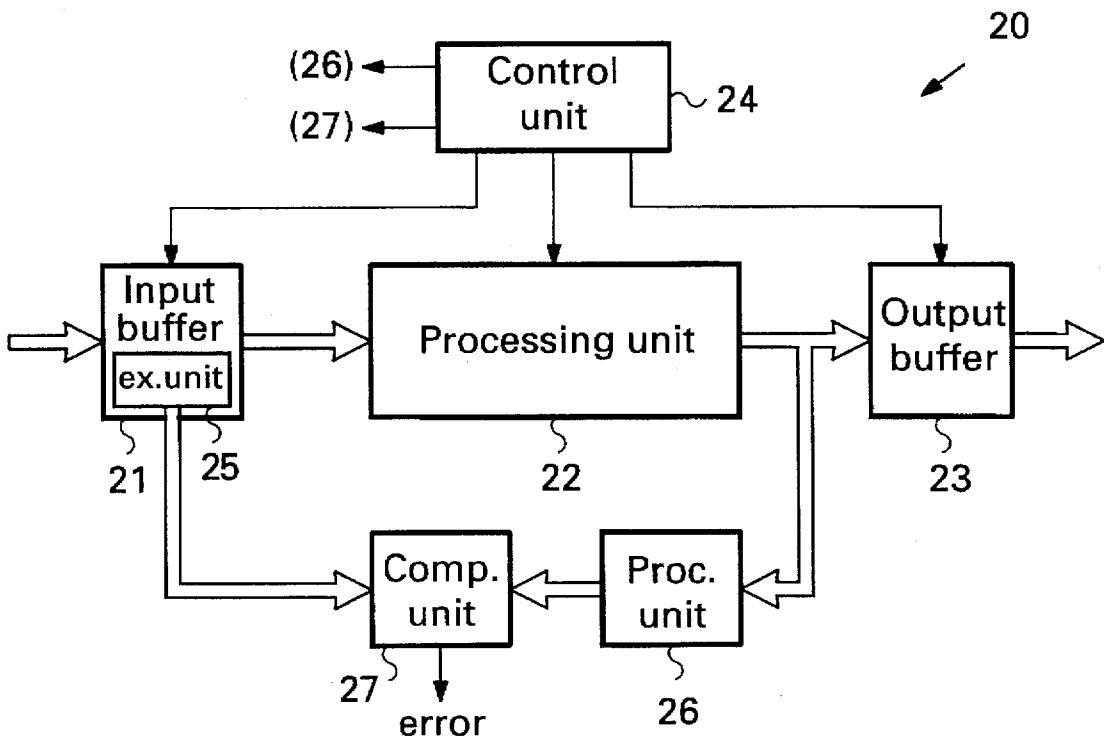 20
(26)
Control
unit
24
(27)
Input
buffer
ex.unit
Processing unit
Output
buffer
21
25
22
23
Comp.
unit
Proc.
unit
27
error
26